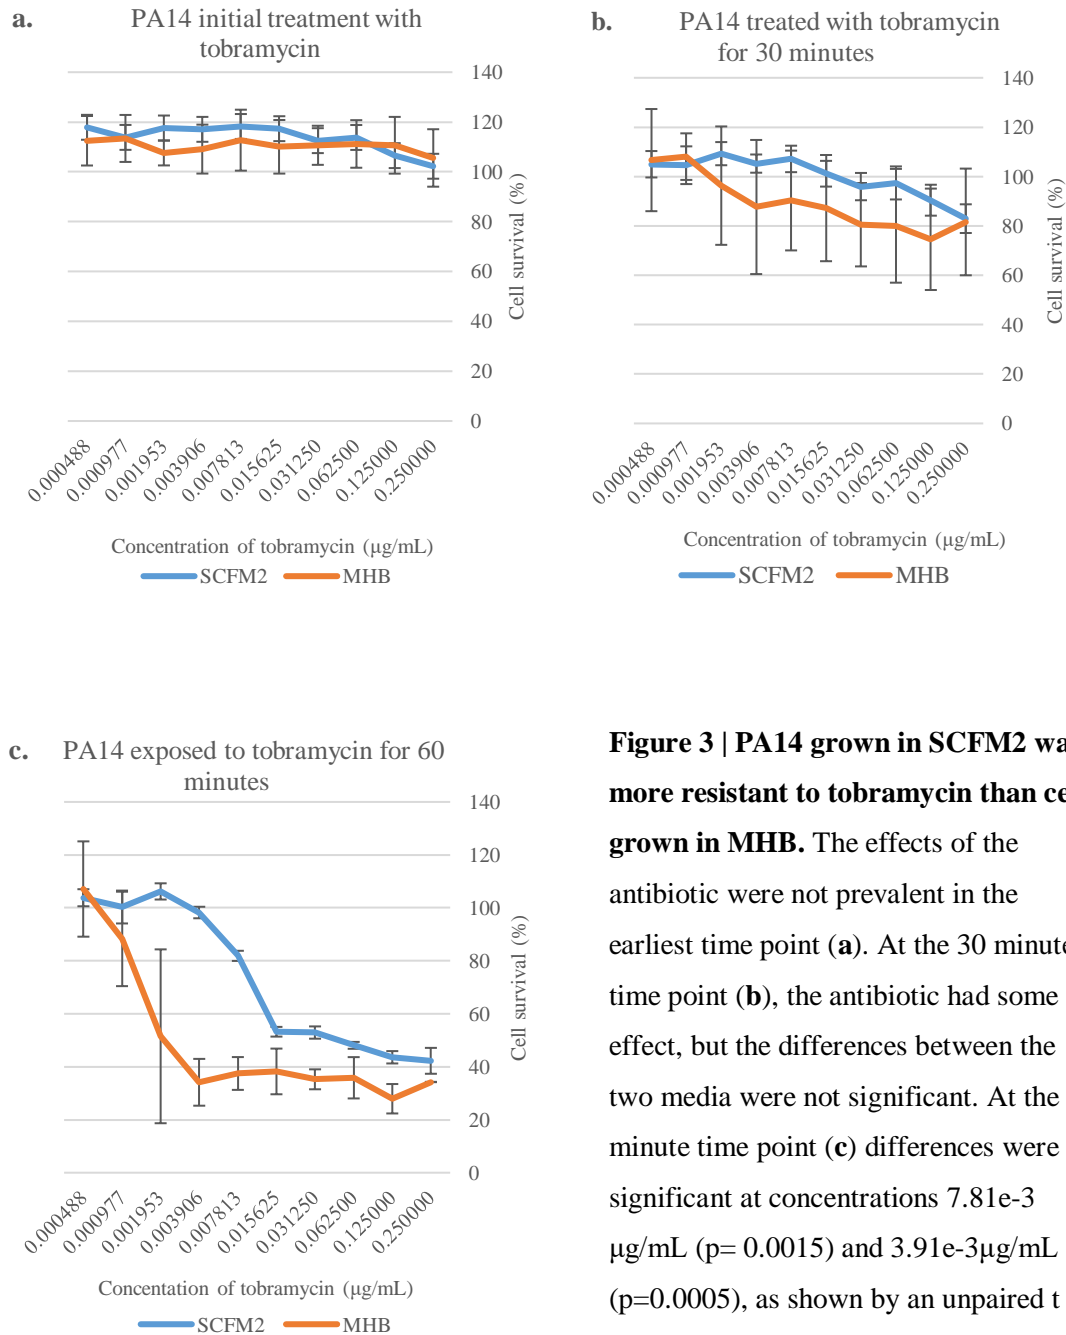 a.
PA14 initial treatment with
tobramycin
140
120
100
80
60
40
20
0
Cell survival (%)
0.000488
0.000977
0.001953
0.003906
0.007813
0.015625
0.031250
0.062500
0.125000
0.250000
Concentration of tobramycin (μg/mL)
SCFM2 MHB
b.
PA14 treated with tobramycin
for 30 minutes
140
120
100
80
60
40
20
0
Cell survival (%)
0.000488
0.000977
0.001953
0.003906
0.007813
0.015625
0.031250
0.062500
0.125000
0.250000
Concentration of tobramycin (μg/mL)
SCFM2 MHB
c.
PA14 exposed to tobramycin for 60
minutes
140
120
100
80
60
40
20
0
Cell survival (%)
0.000488
0.000977
0.001953
0.003906
0.007813
0.015625
0.031250
0.062500
0.125000
0.250000
Concentation of tobramycin (μg/mL)
SCFM2 MHB
Figure 3 | PA14 grown in SCFM2 wa
more resistant to tobramycin than ce
grown in MHB. The effects of the
antibiotic were not prevalent in the
earliest time point (a). At the 30 minute
time point (b), the antibiotic had some
effect, but the differences between the
two media were not significant. At the
minute time point (c) differences were
significant at concentrations 7.81e-3
μg/mL (p= 0.0015) and 3.91e-3μg/mL
(p=0.0005), as shown by an unpaired t